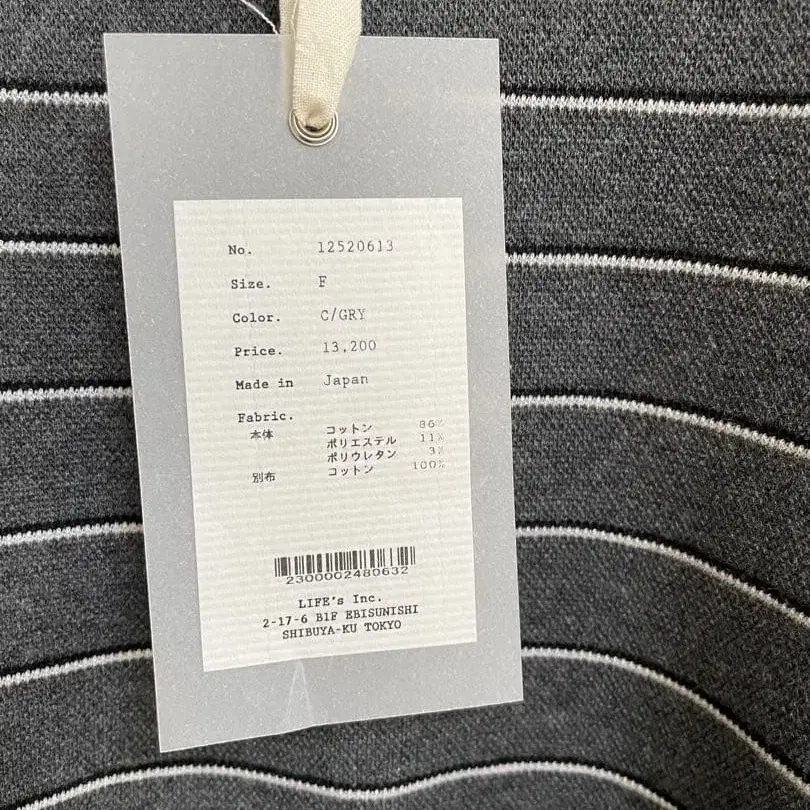 No. 12520613
Size. F
Color. C/GRY
Price. 13,200
Made in Japan
Fabric.
本体 コットン 86%
ポリエステル 11%
ポリウレタン 3%
別布 コットン 100%
2300002480632
LIFE's Inc.
2-17-6 B1F EBISUNISHI
SHIBUYA-KU TOKYO